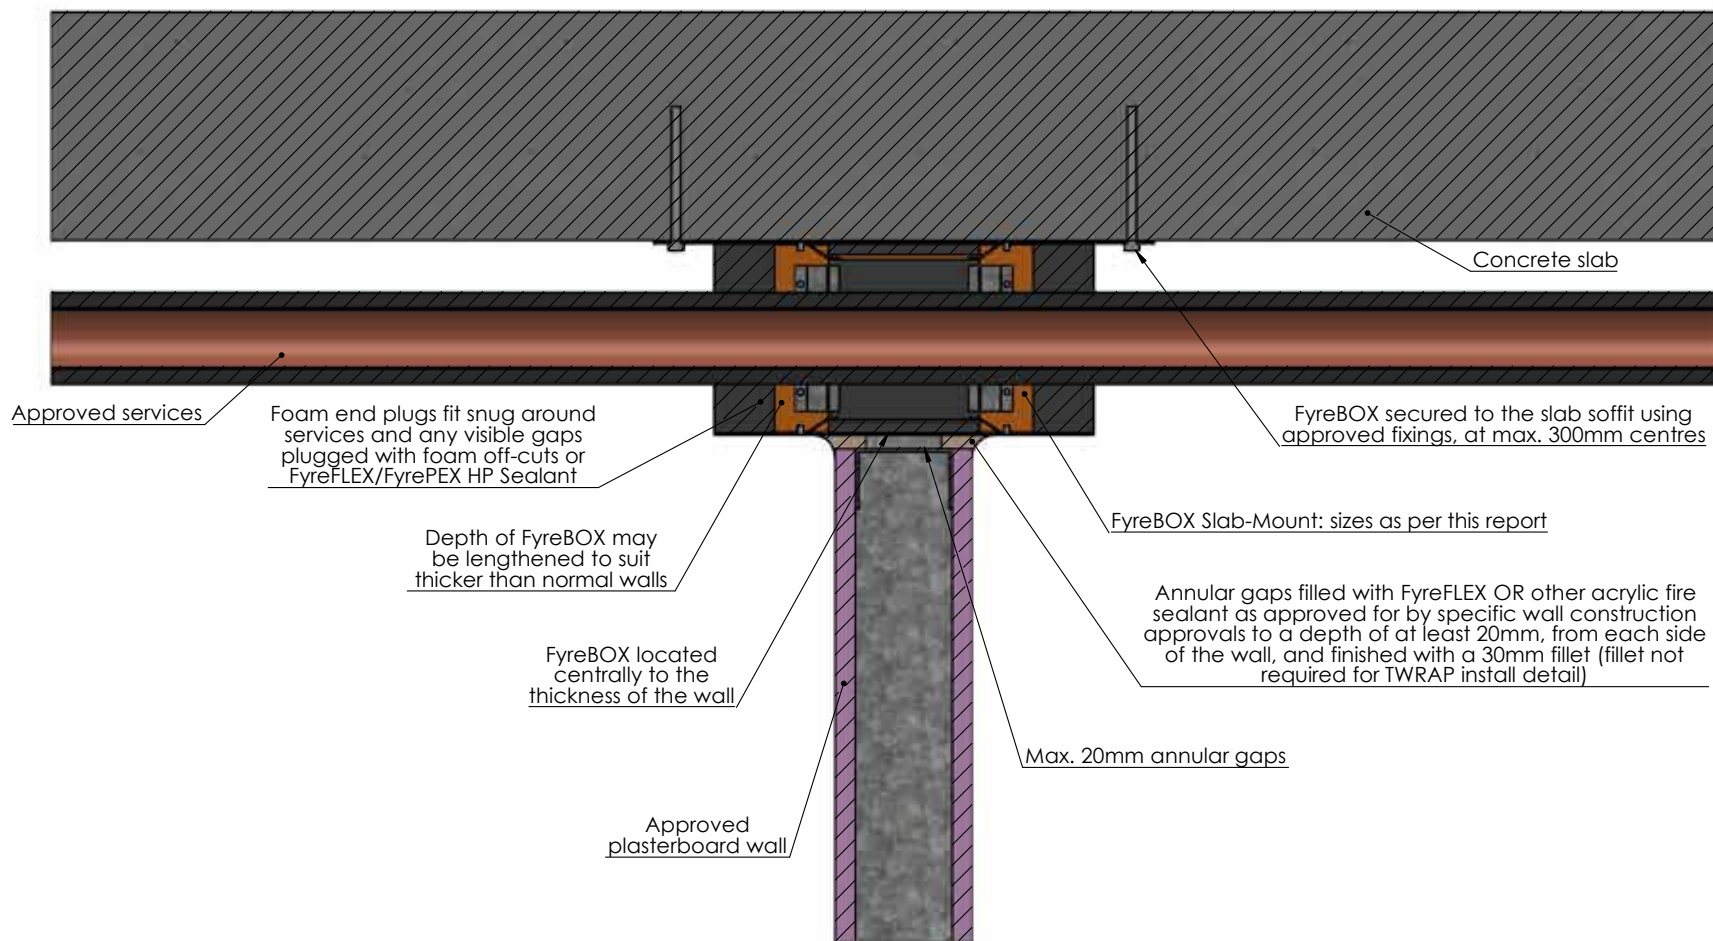 Concrete slab
Approved services
Foam end plugs fit snug around
services and any visible gaps
plugged with foam off-cuts or
FyreFLEX/FyrePEX HP Sealant
FyreBOX secured to the slab soffit using
approved fixings, at max. 300mm centres
Depth of FyreBOX may
be lengthened to suit
thicker than normal walls
FyreBOX Slab-Mount: sizes as per this report
Annular gaps filled with FyreFLEX OR other acrylic fire
sealant as approved for by specific wall construction
approvals to a depth of at least 20mm, from each side
of the wall, and finished with a 30mm fillet (fillet not
required for TWRAP install detail)
FyreBOX located
centrally to the
thickness of the wall
Max. 20mm annular gaps
Approved
plasterboard wall